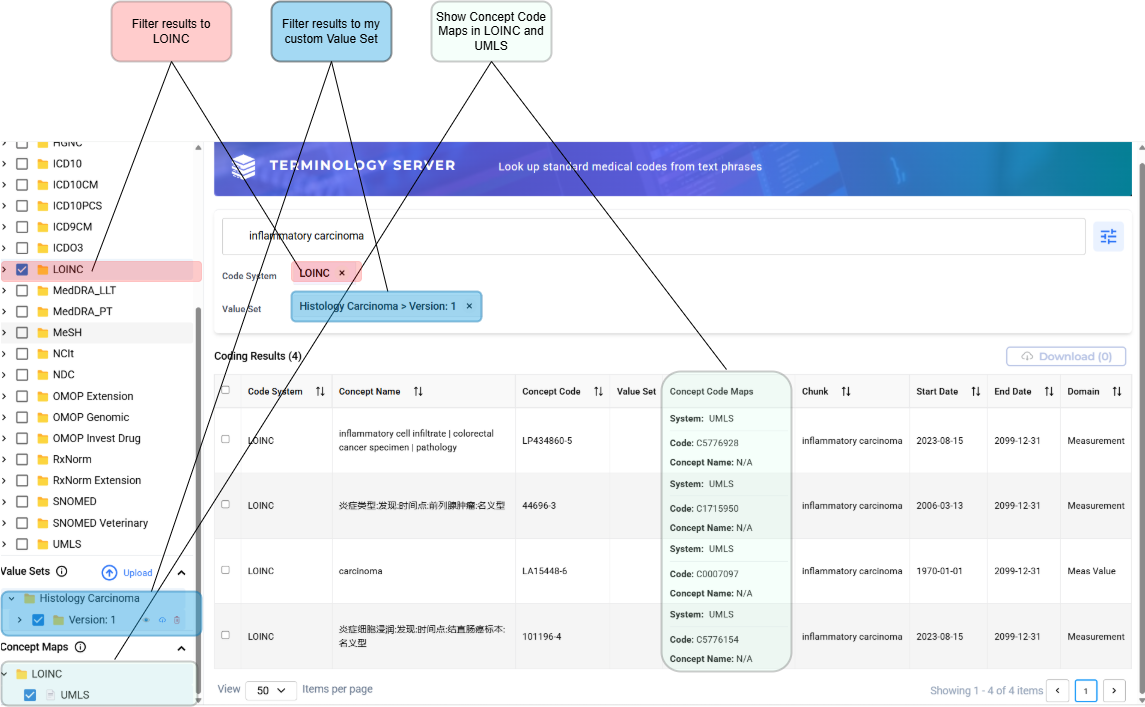 Filter results to
LOINC
Filter results to my
custom Value Set
Show Concept Code
Maps in LOINC and
UMLS
HGNC
ICD10
ICD10CM
ICD10PCS
ICD9CM
ICDO3
LOINC
MedDRA_LLT
MedDRA_PT
MeSH
NCIt
NDC
OMOP Extension
OMOP Genomic
OMOP Invest Drug
RxNorm
RxNorm Extension
SNOMED
SNOMED Veterinary
UMLS
Value Sets Upload
Histology Carcinoma
Version: 1
Concept Maps
LOINC
UMLS
TERMINOLOGY SERVER Look up standard medical codes from text phrases
inflammatory carcinoma
Code System LOINC ×
Value Set Histology Carcinoma > Version: 1 ×
Coding Results (4) Download (0)
Code System Concept Name Concept Code Value Set Concept Code Maps Chunk Start Date End Date Domain
System: UMLS
LOINC inflammatory cell infiltrate | colorectal cancer specimen | pathology LP434860-5 Code: C5776928 inflammatory carcinoma 2023-08-15 2099-12-31 Measurement
Concept Name: N/A
System: UMLS
LOINC 炎症类型:发现:时间点:前列腺肿瘤:名义型 44696-3 Code: C1715950 inflammatory carcinoma 2006-03-13 2099-12-31 Measurement
Concept Name: N/A
System: UMLS
LOINC carcinoma LA15448-6 Code: C0007097 inflammatory carcinoma 1970-01-01 2099-12-31 Meas Value
Concept Name: N/A
System: UMLS
LOINC 炎症细胞浸润:发现:时间点:结直肠癌标本:名义型 101196-4 Code: C5776154 inflammatory carcinoma 2023-08-15 2099-12-31 Measurement
Concept Name: N/A
View 50 Items per page Showing 1 - 4 of 4 items 1